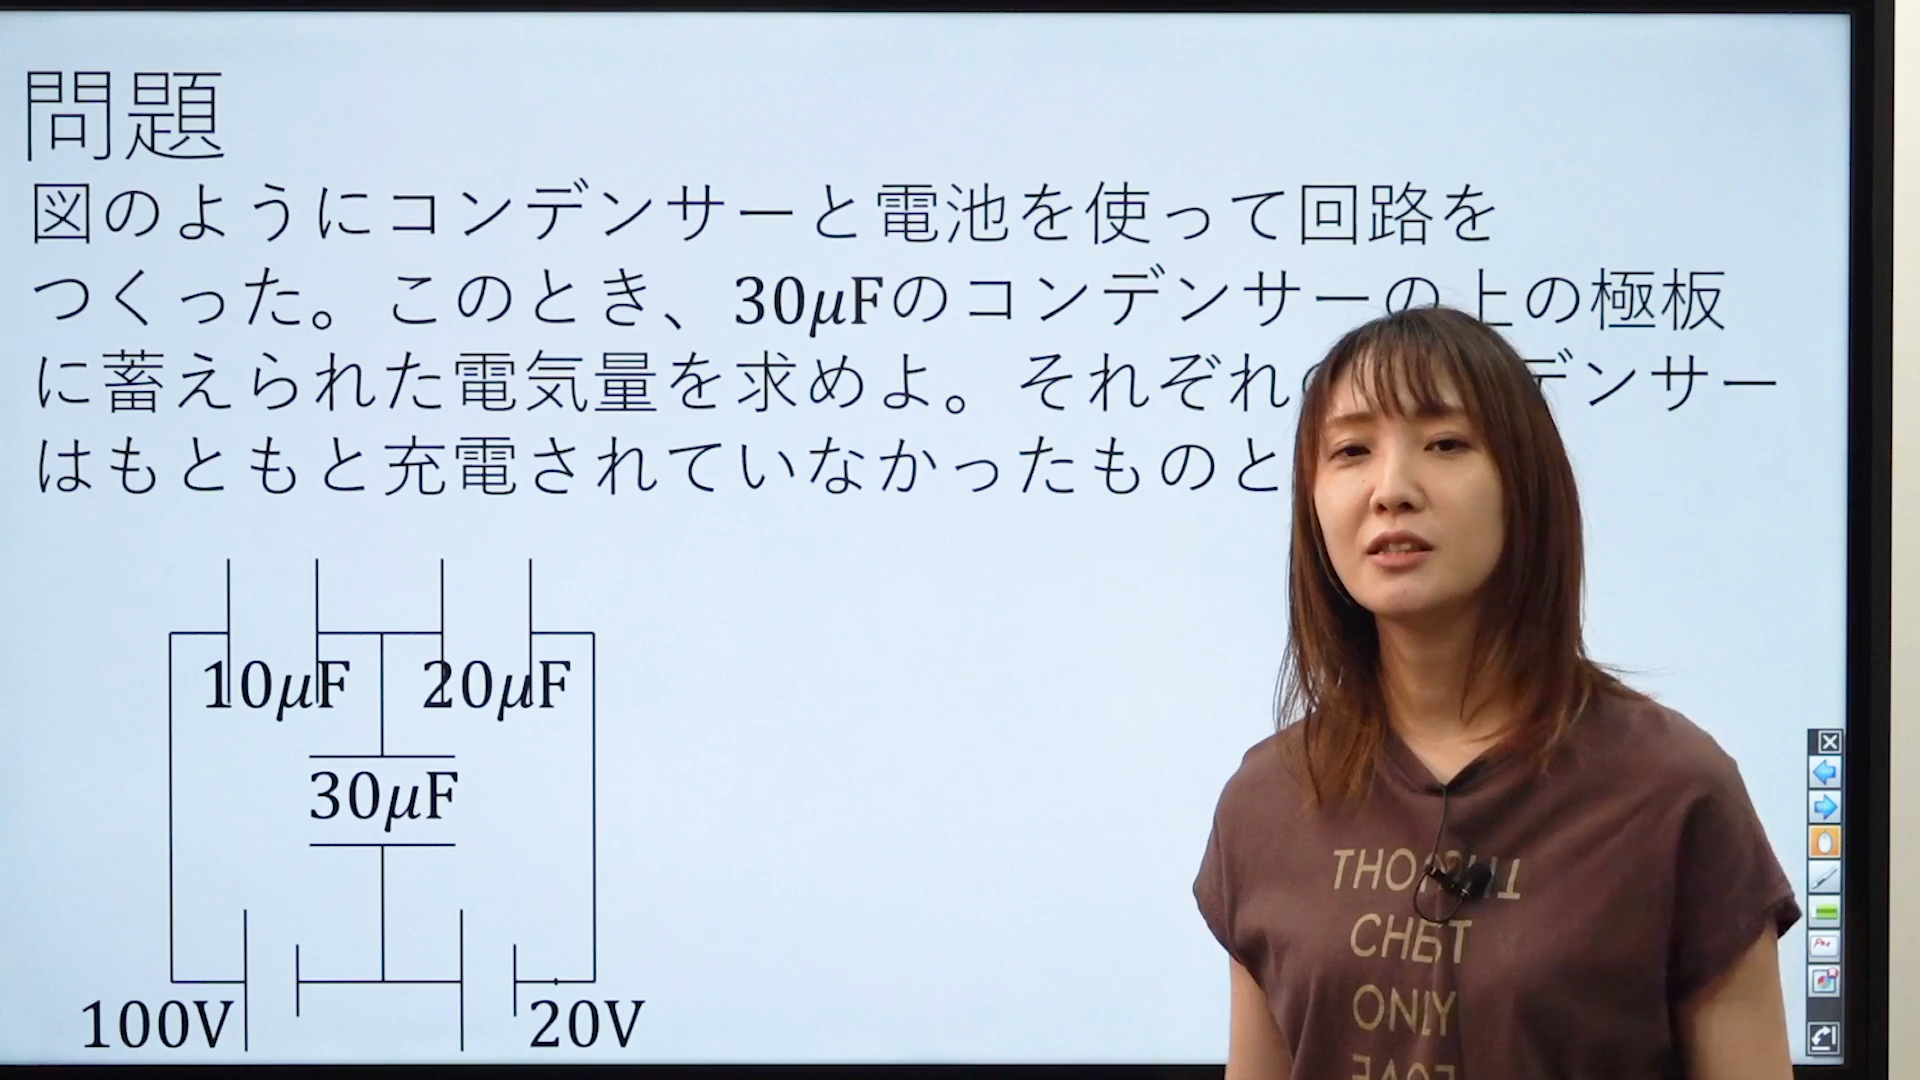 問題
図のようにコンデンサーと電池を使って回路を
つくった。このとき、30μFのコンデンサーの上の極板
に蓄えられた電気量を求めよ。それぞれ デンサー
はもともと充電されていなかったものと
10μF 20μF
30μF
100V 20V
CHEST
ONLY
LOVE